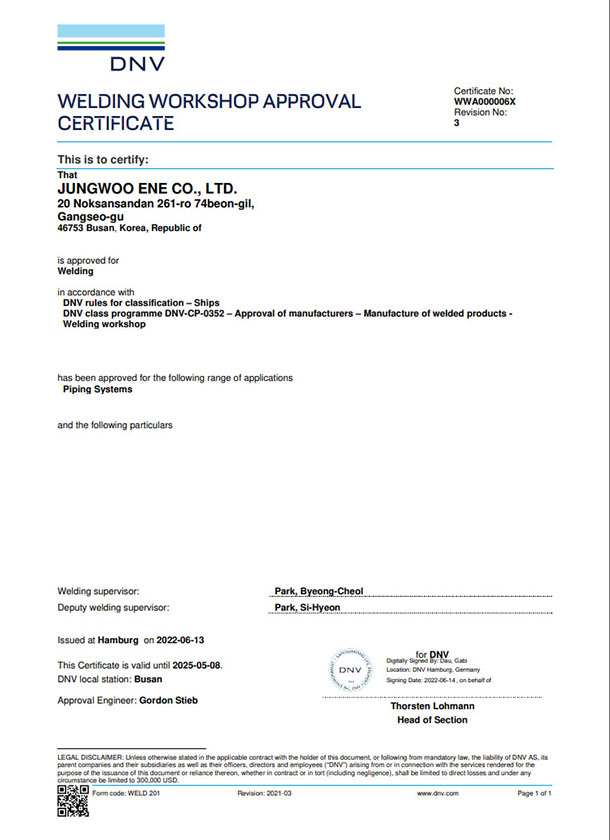 DNV
WELDING WORKSHOP APPROVAL
CERTIFICATE
Certificate No:
WWA000006X
Revision No:
3
This is to certify:
That
JUNGWOO ENE CO., LTD.
20 Noksansandan 261-ro 74beon-gil,
Gangseo-gu
46753 Busan, Korea, Republic of
is approved for
Welding
in accordance with
DNV rules for classification – Ships
DNV class programme DNV-CP-0352 – Approval of manufacturers – Manufacture of welded products -
Welding workshop
has been approved for the following range of applications
Piping Systems
and the following particulars
Welding supervisor: Park, Byeong-Cheol
Deputy welding supervisor: Park, Si-Hyeon
Issued at Hamburg on 2022-06-13
This Certificate is valid until 2025-05-08.
DNV local station: Busan
Approval Engineer: Gordon Stieb
DNV
for DNV
Digitally Signed By: Dau, Gabi
Location: DNV Hamburg, Germany
Signing Date: 2022-06-14 , on behalf of
Thorsten Lohmann
Head of Section
LEGAL DISCLAIMER: Unless otherwise stated in the applicable contract with the holder of this document, or following from mandatory law, the liability of DNV AS, its
parent companies and their subsidiaries as well as their officers, directors and employees ("DNV") arising from or in connection with the services rendered for the
purpose of the issuance of this document or reliance thereon, whether in contract or in tort (including negligence), shall be limited to direct losses and under any
circumstance be limited to 300,000 USD.
Form code: WELD 201 Revision: 2021-03 www.dnv.com Page 1 of 1